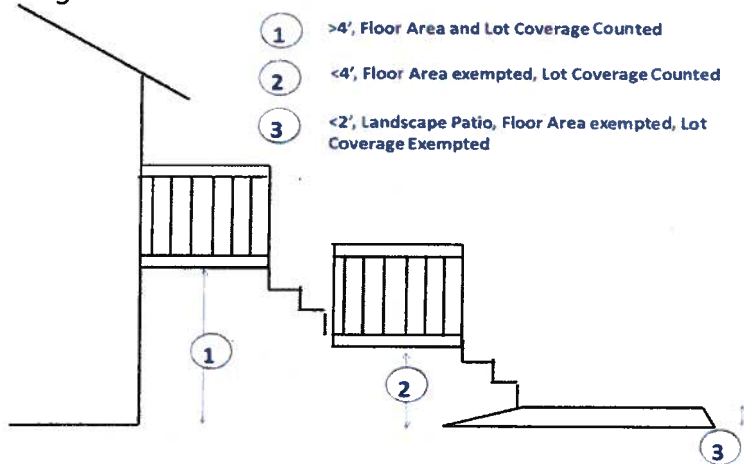 1 >4', Floor Area and Lot Coverage Counted
2 <4', Floor Area exempted, Lot Coverage Counted
3 <2', Landscape Patio, Floor Area exempted, Lot
Coverage Exempted
1
2
3